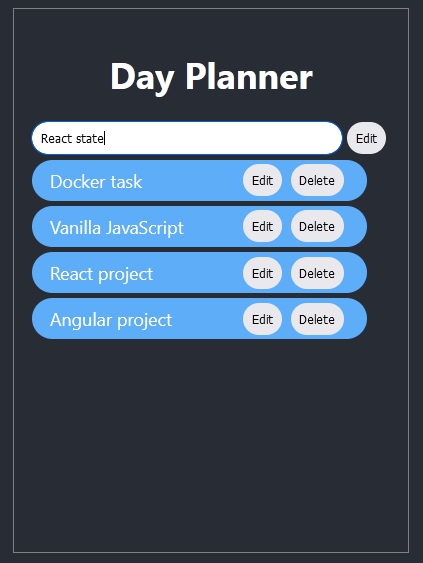 Day Planner
React state Edit
Docker task Edit Delete
Vanilla JavaScript Edit Delete
React project Edit Delete
Angular project Edit Delete